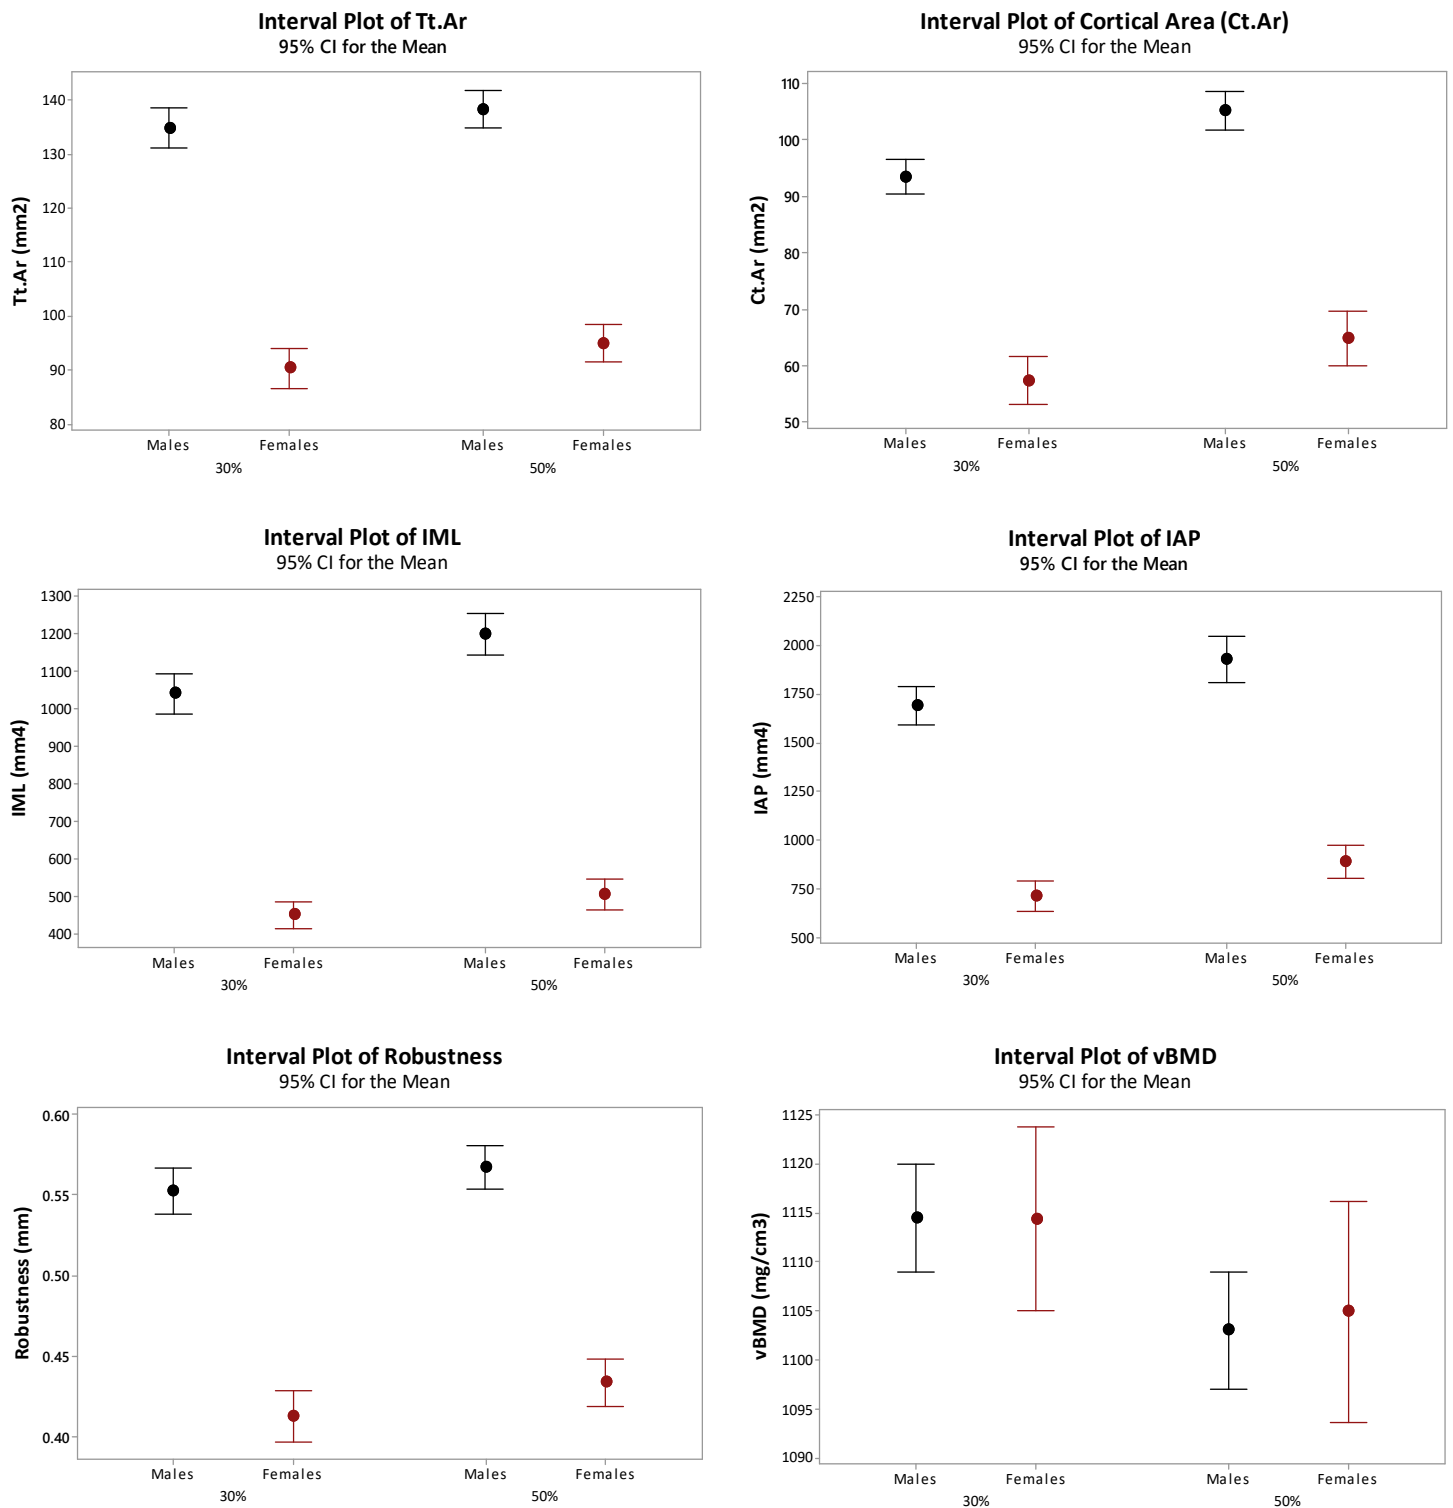 Interval Plot of Tt.Ar
95% CI for the Mean
Tt.Ar (mm2)
140
130
120
110
100
90
80
Males Females Males Females
30% 50%
Interval Plot of Cortical Area (Ct.Ar)
95% CI for the Mean
Ct.Ar (mm2)
110
100
90
80
70
60
50
Males Females Males Females
30% 50%
Interval Plot of IML
95% CI for the Mean
IML (mm4)
1300
1200
1100
1000
900
800
700
600
500
400
Males Females Males Females
30% 50%
Interval Plot of IAP
95% CI for the Mean
IAP (mm4)
2250
2000
1750
1500
1250
1000
750
500
Males Females Males Females
30% 50%
Interval Plot of Robustness
95% CI for the Mean
Robustness (mm)
0.60
0.55
0.50
0.45
0.40
Males Females Males Females
30% 50%
Interval Plot of vBMD
95% CI for the Mean
vBMD (mg/cm3)
1125
1120
1115
1110
1105
1100
1095
1090
Males Females Males Females
30% 50%